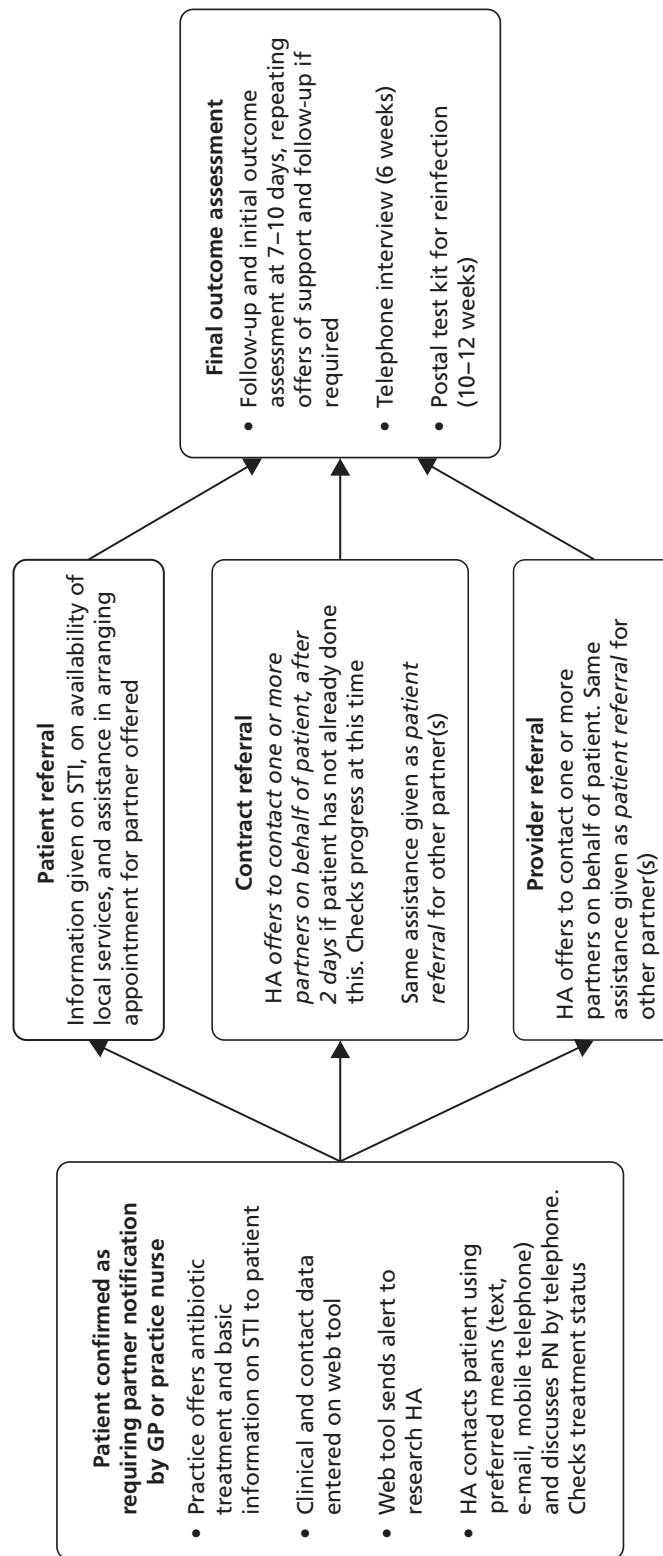 Patient confirmed as
requiring partner notification
by GP or practice nurse
• Practice offers antibiotic
treatment and basic
information on STI to patient
• Clinical and contact data
entered on web tool
• Web tool sends alert to
research HA
• HA contacts patient using
preferred means (text,
e-mail, mobile telephone)
and discusses PN by telephone.
Checks treatment status
Patient referral
Information given on STI, on availability of
local services, and assistance in arranging
appointment for partner offered
Contract referral
HA offers to contact one or more
partners on behalf of patient, after
2 days if patient has not already done
this. Checks progress at this time
Same assistance given as patient
referral for other partner(s)
Provider referral
HA offers to contact one or more
partners on behalf of patient. Same
assistance given as patient referral for
other partner(s)
Final outcome assessment
• Follow-up and initial outcome
assessment at 7–10 days, repeating
offers of support and follow-up if
required
• Telephone interview (6 weeks)
• Postal test kit for reinfection
(10–12 weeks)